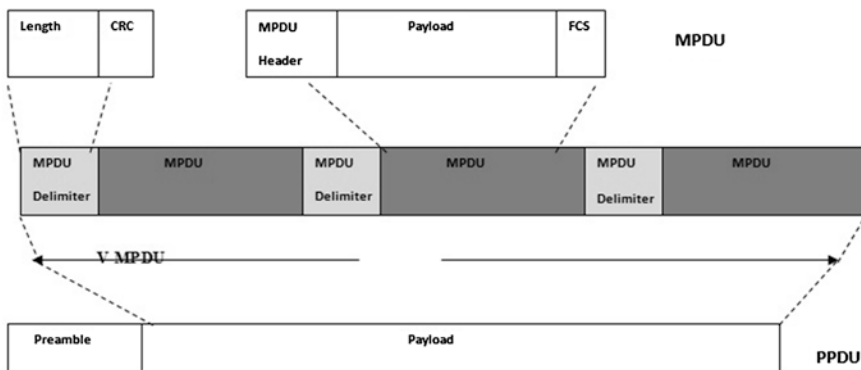 Length CRC MPDU Payload FCS MPDU
Header
MPDU MPDU MPDU MPDU MPDU MPDU
Delimiter Delimiter Delimiter
V MPDU
Preamble Payload
PPDU